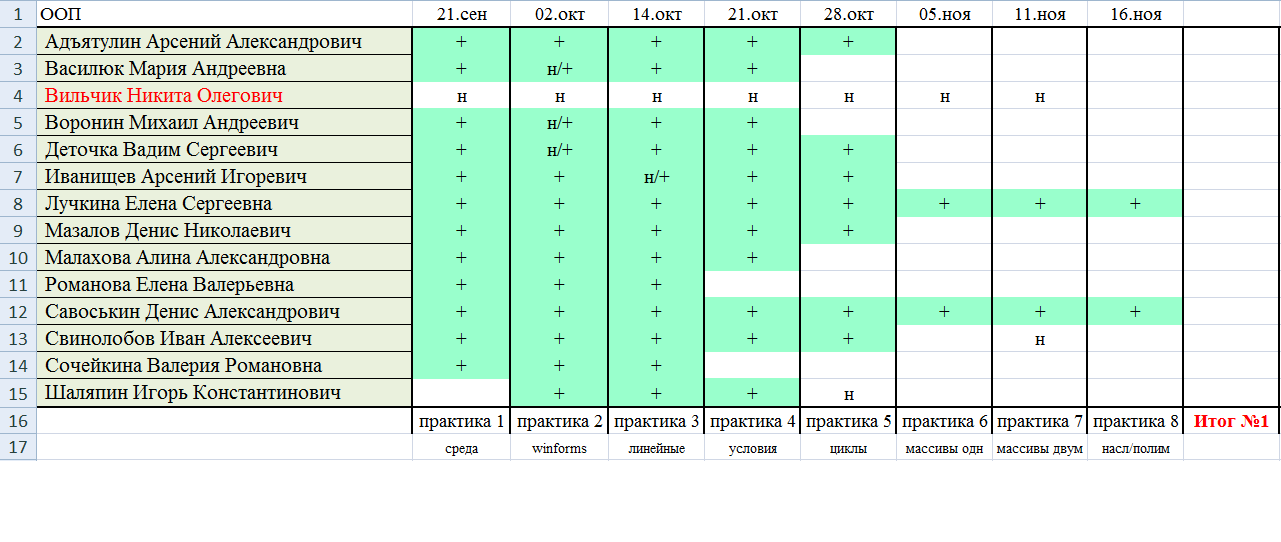 1 ООП 21.сен 02.окт 14.окт 21.окт 28.окт 05.ноя 11.ноя 16.ноя
2 Адъятулин Арсений Александрович + + + + +
3 Василюк Мария Андреевна + н/+ + +
4 Вильчик Никита Олегович н н н н н н н
5 Воронин Михаил Андреевич + н/+ + +
6 Деточка Вадим Сергеевич + н/+ + + +
7 Иванищев Арсений Игоревич + + н/+ + +
8 Лучкина Елена Сергеевна + + + + + + + +
9 Мазалов Денис Николаевич + + + + +
10 Малахова Алина Александровна + + + +
11 Романова Елена Валерьевна + + +
12 Савоськин Денис Александрович + + + + + + + +
13 Свинолобов Иван Алексеевич + + + + + н
14 Сочейкина Валерия Романовна + + +
15 Шаляпин Игорь Константинович + + + н
16 практика 1 практика 2 практика 3 практика 4 практика 5 практика 6 практика 7 практика 8 Итог №1
17 среда winforms линейные условия циклы массивы одн массивы двум насл/полим